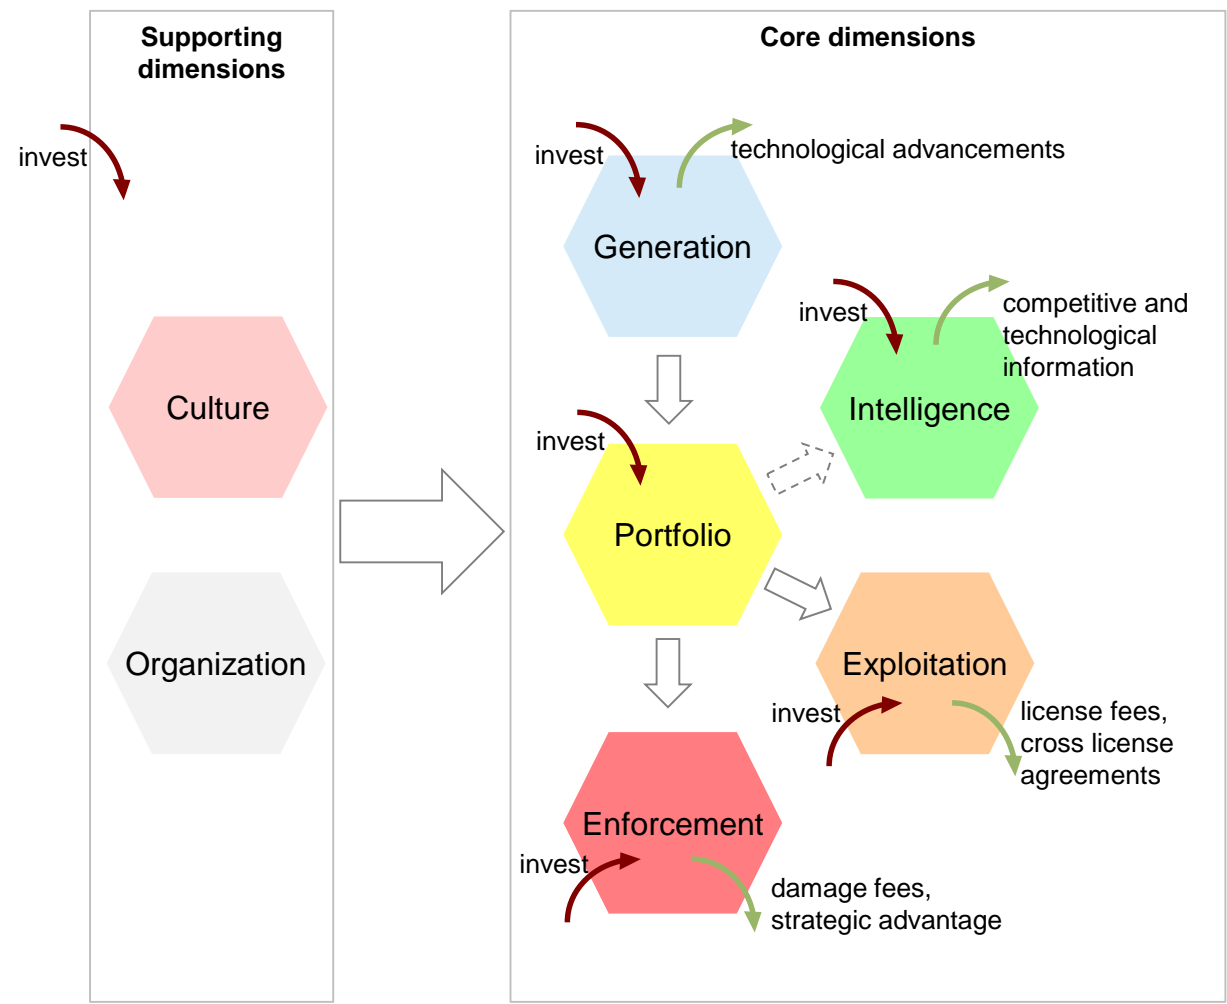 Supporting
dimensions
invest
Culture
Organization
Core dimensions
invest
technological advancements
Generation
invest
competitive and
technological
information
Intelligence
invest
Portfolio
Exploitation
invest
license fees,
cross license
agreements
Enforcement
invest
damage fees,
strategic advantage